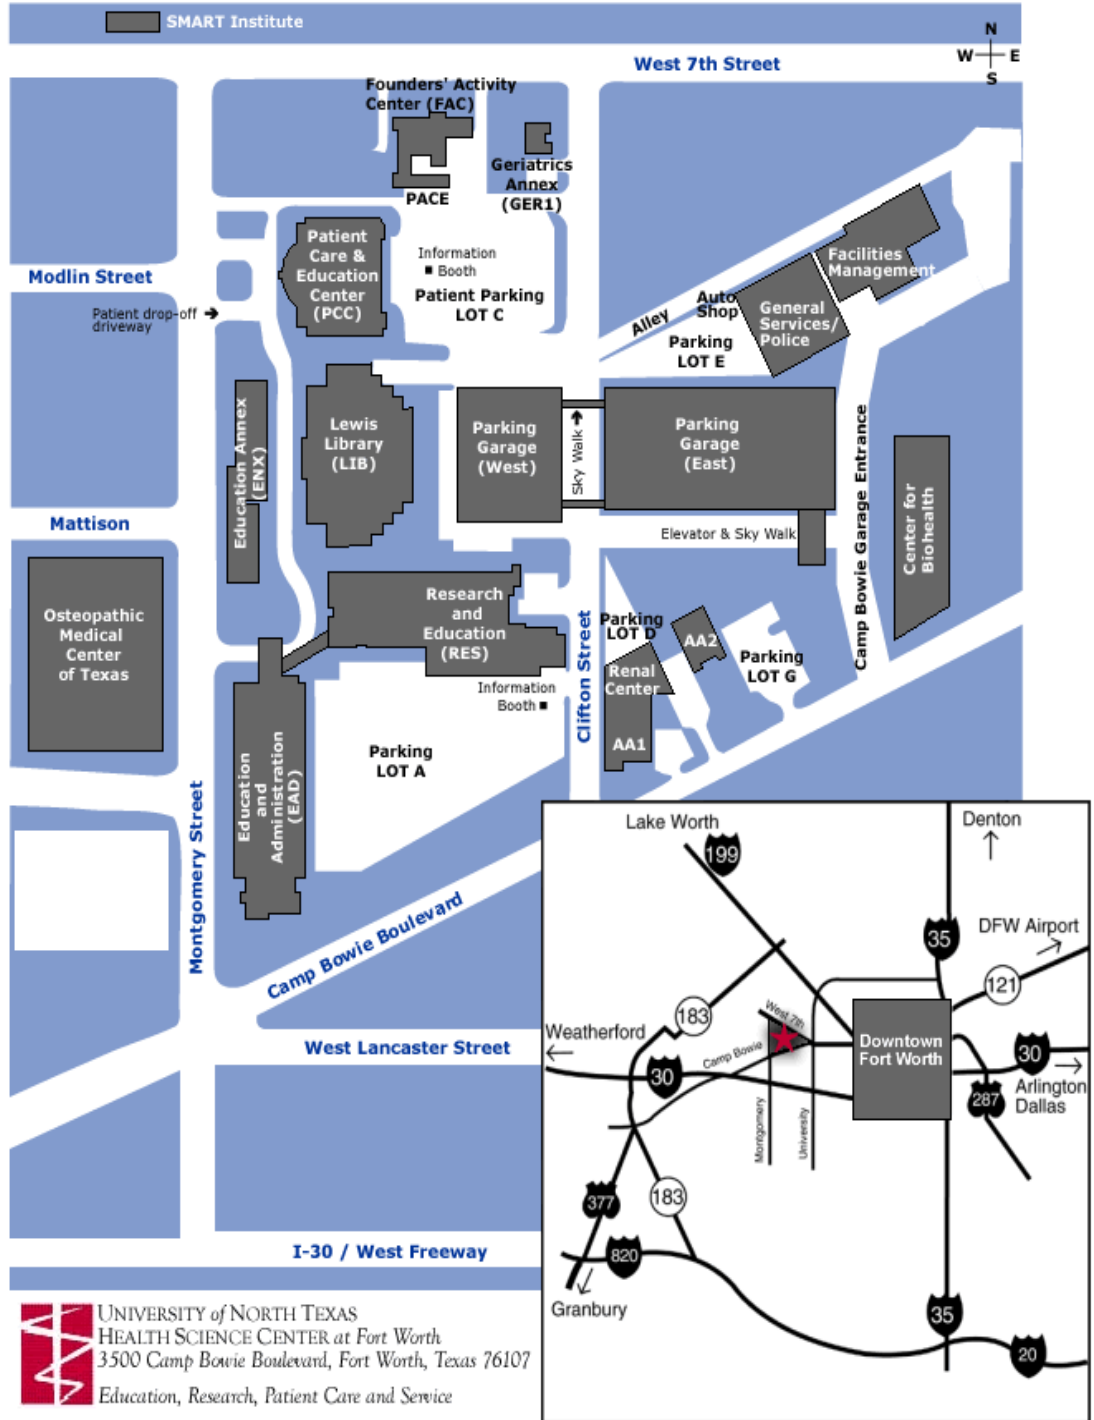 SMART Institute
N
W E
S
West 7th Street
Founders' Activity
Center (FAC)
Geriatrics
Annex
(GER1)
PACE
Patient
Care &
Education
Center
(PCC)
Information
Booth
Patient Parking
LOT C
Modlin Street
Patient drop-off
driveway
Facilities
Management
Auto
Shop
General
Services/
Police
Alley
Parking
LOT E
Education Annex
(ENX)
Lewis
Library
(LIB)
Parking
Garage
(West)
Sky Walk
Parking
Garage
(East)
Camp Bowie Garage Entrance
Center for
Biohealth
Mattison
Elevator & Sky Walk
Osteopathic
Medical
Center
of Texas
Research
and
Education
(RES)
Clifton Street
Parking
LOT D
AA2
Renal
Center
Parking
LOT G
Information
Booth
AA1
Parking
LOT A
Education
and
Administration
(EAD)
Montgomery Street
Camp Bowie Boulevard
West Lancaster Street
I-30 / West Freeway
Lake Worth
199
Denton
35
DFW Airport
121
183
West 7th
Weatherford
Camp Bowie
30
Downtown
Fort Worth
30
Arlington
Dallas
287
Montgomery
University
377
183
820
Granbury
35
20
UNIVERSITY of NORTH TEXAS
HEALTH SCIENCE CENTER at Fort Worth
3500 Camp Bowie Boulevard, Fort Worth, Texas 76107
Education, Research, Patient Care and Service